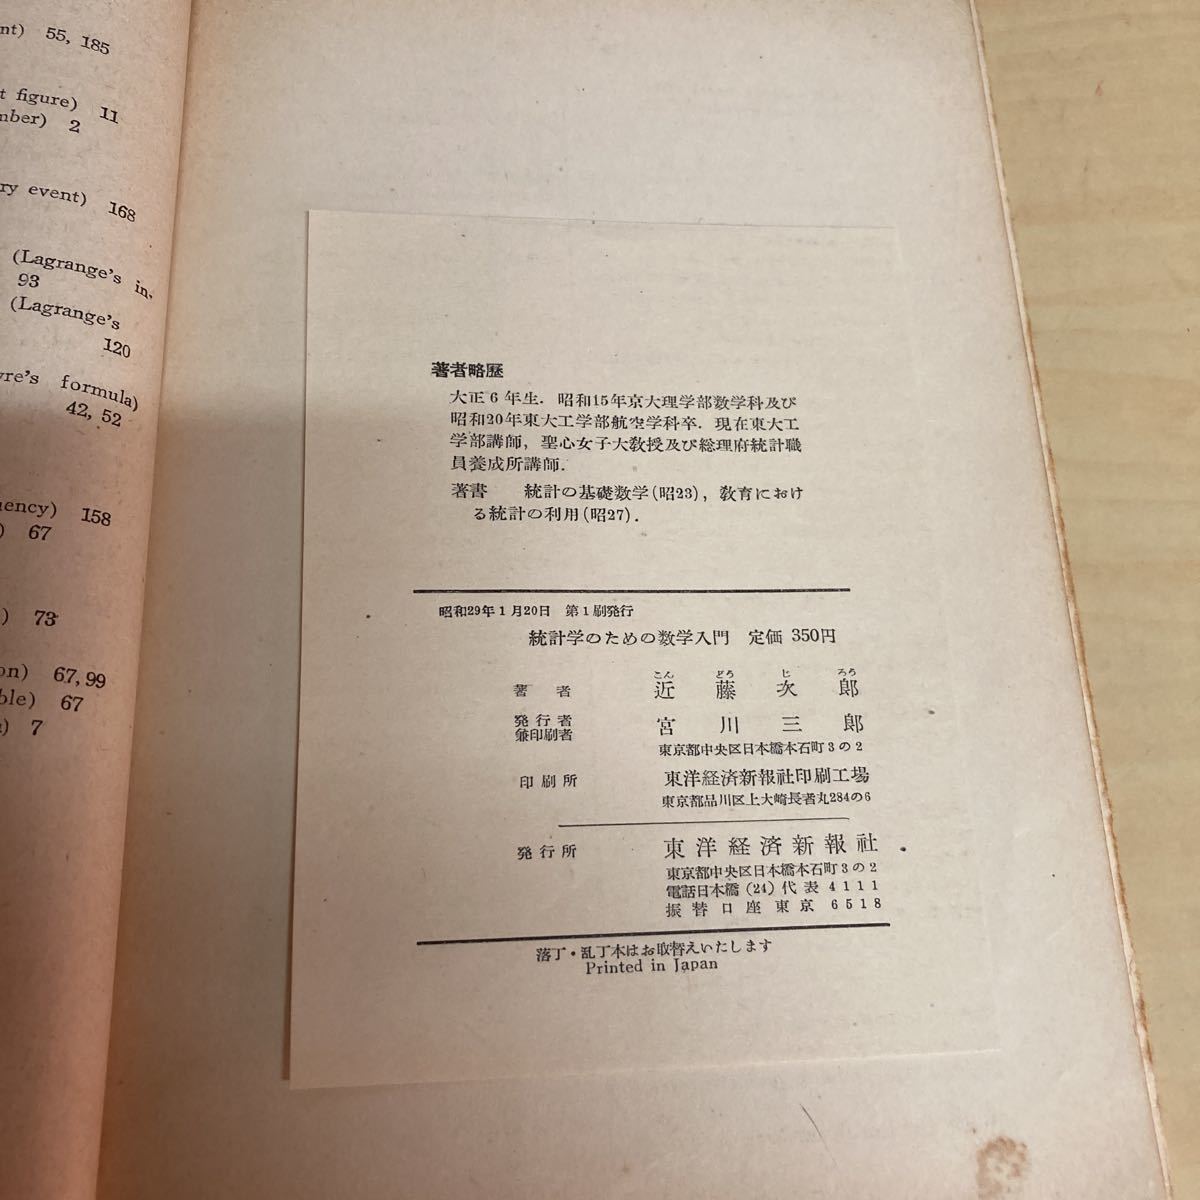 nt) 55, 185
t figure) 11
nber) 2
ry event) 168
(Lagrange's in-
93
(Lagrange's
120
vre's formula)
42, 52
uency) 158
) 67
) 73
on) 67, 99
ble) 67
) 7
著者略歴
大正6年生．昭和15年京大理学部数学科及び
昭和20年東大工学部航空学科卒．現在東大工
学部講師，聖心女子大教授及び総理府統計職
員養成所講師．
著書　統計の基礎数学（昭23），教育におけ
る統計の利用（昭27）．
昭和29年1月20日　第1刷発行
統計学のための数学入門　定価 350円
こん どう じ ろう
著者　近藤次郎
発行者
兼印刷者　宮川三郎
東京都中央区日本橋本石町3の2
印刷所　東洋経済新報社印刷工場
東京都品川区上大崎長者丸284の6
発行所　東洋経済新報社
東京都中央区日本橋本石町3の2
電話日本橋（24）代表4111
振替口座東京6518
落丁・乱丁本はお取替えいたします
Printed in Japan